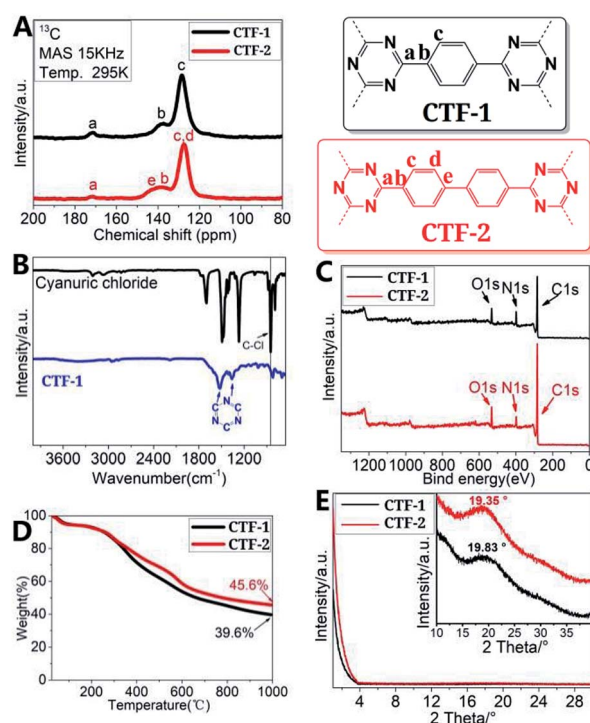 A
13C
MAS 15KHz
Temp. 295K
CTF-1
CTF-2
c
b
a
c,d
e b
a
Intensity/a.u.
200 180 160 140 120 100 80
Chemical shift (ppm)
N N N
a b c
N N N
CTF-1
N N N
a b c d e
N N N
CTF-2
B
Cyanuric chloride
C-Cl
CTF-1
N
C C
N N
C
Intensity/a.u.
3600 3000 2400 1800 1200
Wavenumber(cm-1)
C
CTF-1
CTF-2
O1s N1s
C1s
O1s N1s
C1s
Intensity/a.u.
1200 1000 800 600 400 200 0
Bind energy(eV)
D
CTF-1
CTF-2
45.6%
39.6%
Weight(%)
100
80
60
40
20
0
200 400 600 800 1000
Temperature(℃)
E
CTF-1
CTF-2
19.35 °
19.83 °
Intensity/a.u.
10 15 20 25 30 35
2 Theta/°
Intensity/a.u.
4 8 12 16 20 24 28
2 Theta/°